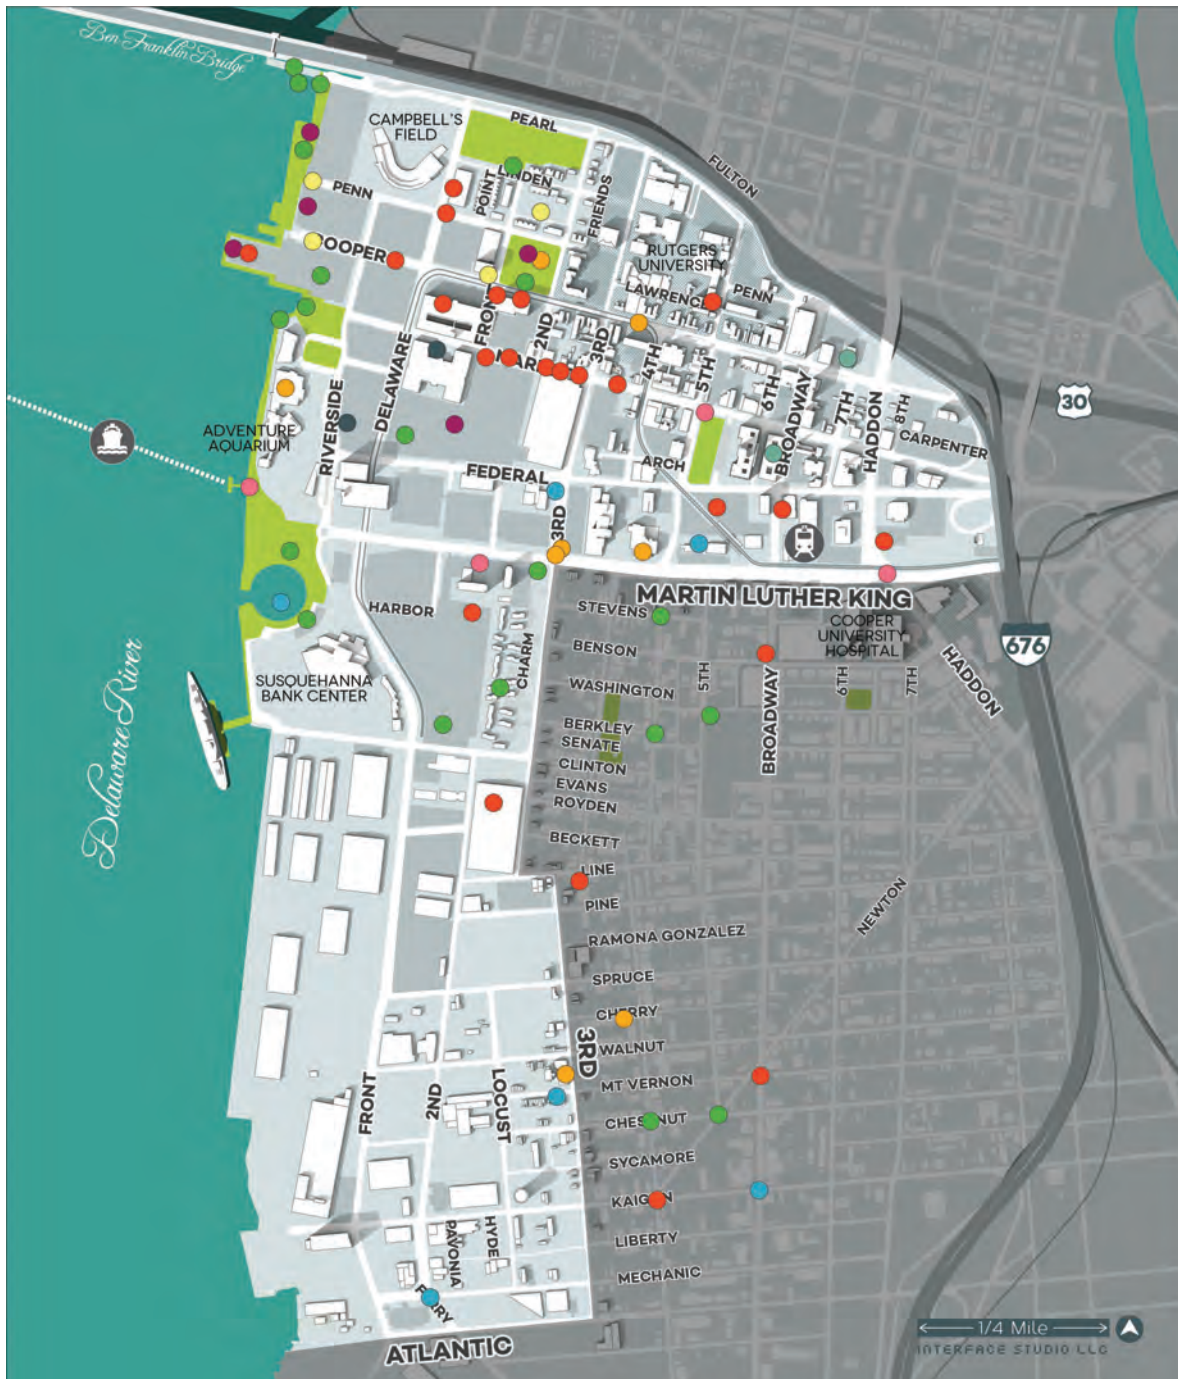 Ben Franklin Bridge
CAMPBELL'S
FIELD
PEARL
LINDEN
POINT
FRIENDS
FULTON
PENN
COOPER
RUTGERS
UNIVERSITY
LAWRENCE
PENN
FRONT
2ND
3RD
MARKET
4TH
5TH
6TH
BROADWAY
7TH
HADDON
8TH
CARPENTER
30
DELAWARE
RIVERSIDE
ADVENTURE
AQUARIUM
FEDERAL
ARCH
3RD
MARTIN LUTHER KING
HARBOR
CHARM
STEVENS
BENSON
WASHINGTON
BERKLEY
SENATE
CLINTON
EVANS
ROYDEN
BECKETT
LINE
PINE
RAMONA GONZALEZ
SPRUCE
CHERRY
WALNUT
MT VERNON
CHESTNUT
SYCAMORE
KAIGHN
LIBERTY
MECHANIC
COOPER
UNIVERSITY
HOSPITAL
5TH
BROADWAY
6TH
7TH
HADDON
676
NEWTON
SUSQUEHANNA
BANK CENTER
Delaware River
3RD
FRONT
2ND
LOCUST
PAVONIA
HYDE
FERRY
ATLANTIC
1/4 Mile
INTERFACE STUDIO LLC